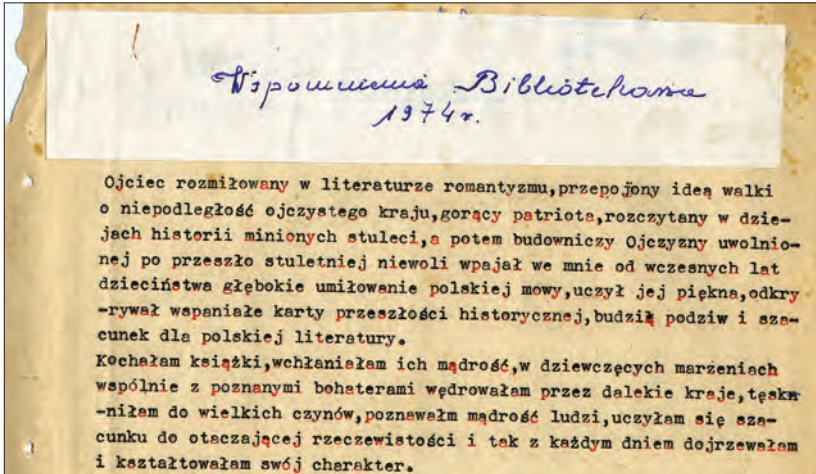 Wspomnienia Bibliotekarza
1974 r.
Ojciec rozmiłowany w literaturze romantyzmu,przepojony ideą walki
o niepodległość ojczystego kraju,gorący patriota,rozczytany w dzie-
jach historii minionych stuleci,a potem budowniczy Ojczyzny uwolnio-
nej po przeszło stuletniej niewoli wpajał we mnie od wczesnych lat
dzieciństwa głębokie umiłowanie polskiej mowy,uczył jej piękna,odkry
-rywał wspaniałe karty przeszłości historycznej,budził podziw i sza-
cunek dla polskiej literatury.
Kochałam książki,wchłaniałam ich mądrość,w dziewczęcych marzeniach
wspólnie z poznanymi bohaterami wędrowałam przez dalekie kraje,tęsk
-niłam do wielkich czynów,poznawałm mądrość ludzi,uczyłam się sza-
cunku do otaczającej rzeczewistości i tak z każdym dniem dojrzewałam
i kształtowałam swój charakter.